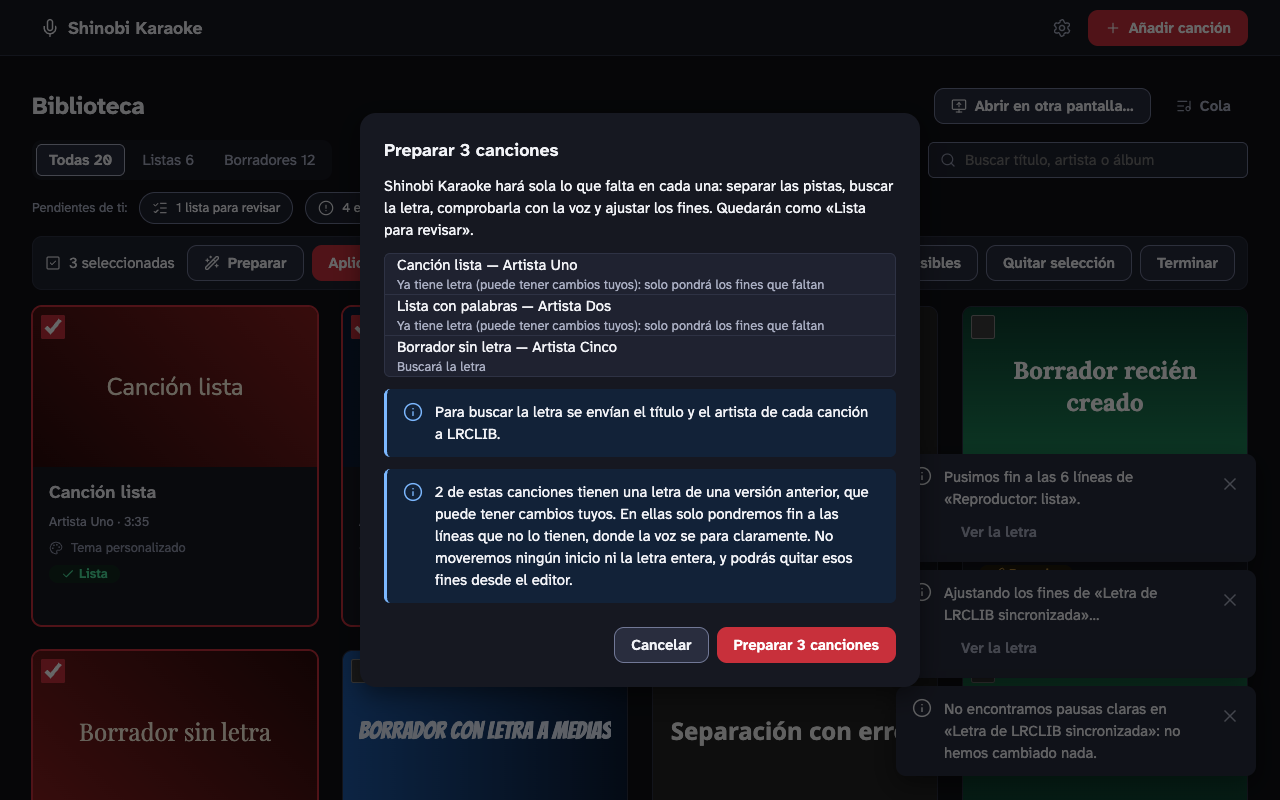 Shinobi Karaoke
Añadir canción
Biblioteca
Abrir en otra pantalla...
Cola
Todas 20
Listas 6
Borradores 12
Buscar título, artista o álbum
Pendientes de ti:
1 lista para revisar
4 e
3 seleccionadas
Preparar
Aplic
sibles
Quitar selección
Terminar
Preparar 3 canciones
Shinobi Karaoke hará sola lo que falta en cada una: separar las pistas, buscar
la letra, comprobarla con la voz y ajustar los fines. Quedarán como «Lista
para revisar».
Canción lista — Artista Uno
Ya tiene letra (puede tener cambios tuyos): solo pondrá los fines que faltan
Lista con palabras — Artista Dos
Ya tiene letra (puede tener cambios tuyos): solo pondrá los fines que faltan
Borrador sin letra — Artista Cinco
Buscará la letra
Para buscar la letra se envían el título y el artista de cada canción
a LRCLIB.
2 de estas canciones tienen una letra de una versión anterior, que
puede tener cambios tuyos. En ellas solo pondremos fin a las
líneas que no lo tienen, donde la voz se para claramente. No
moveremos ningún inicio ni la letra entera, y podrás quitar esos
fines desde el editor.
Cancelar
Preparar 3 canciones
Canción lista
Canción lista
Artista Uno · 3:35
Tema personalizado
Lista
Borrador recién
creado
Pusimos fin a las 6 líneas de
«Reproductor: lista».
Ver la letra
Ajustando los fines de «Letra de
LRCLIB sincronizada»...
Ver la letra
No encontramos pausas claras en
«Letra de LRCLIB sincronizada»: no
hemos cambiado nada.
Borrador sin letra
BORRADOR CON LETRA A MEDIAS
Separación con erro